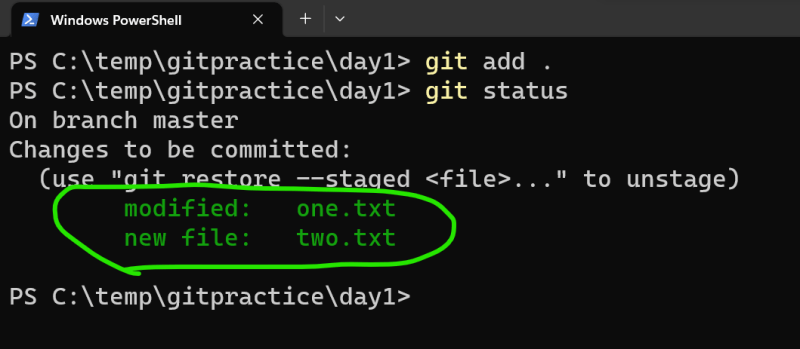 Windows PowerShell
PS C:\temp\gitpractice\day1> git add .
PS C:\temp\gitpractice\day1> git status
On branch master
Changes to be committed:
  (use "git restore --staged <file>..." to unstage)
        modified:   one.txt
        new file:   two.txt
PS C:\temp\gitpractice\day1>